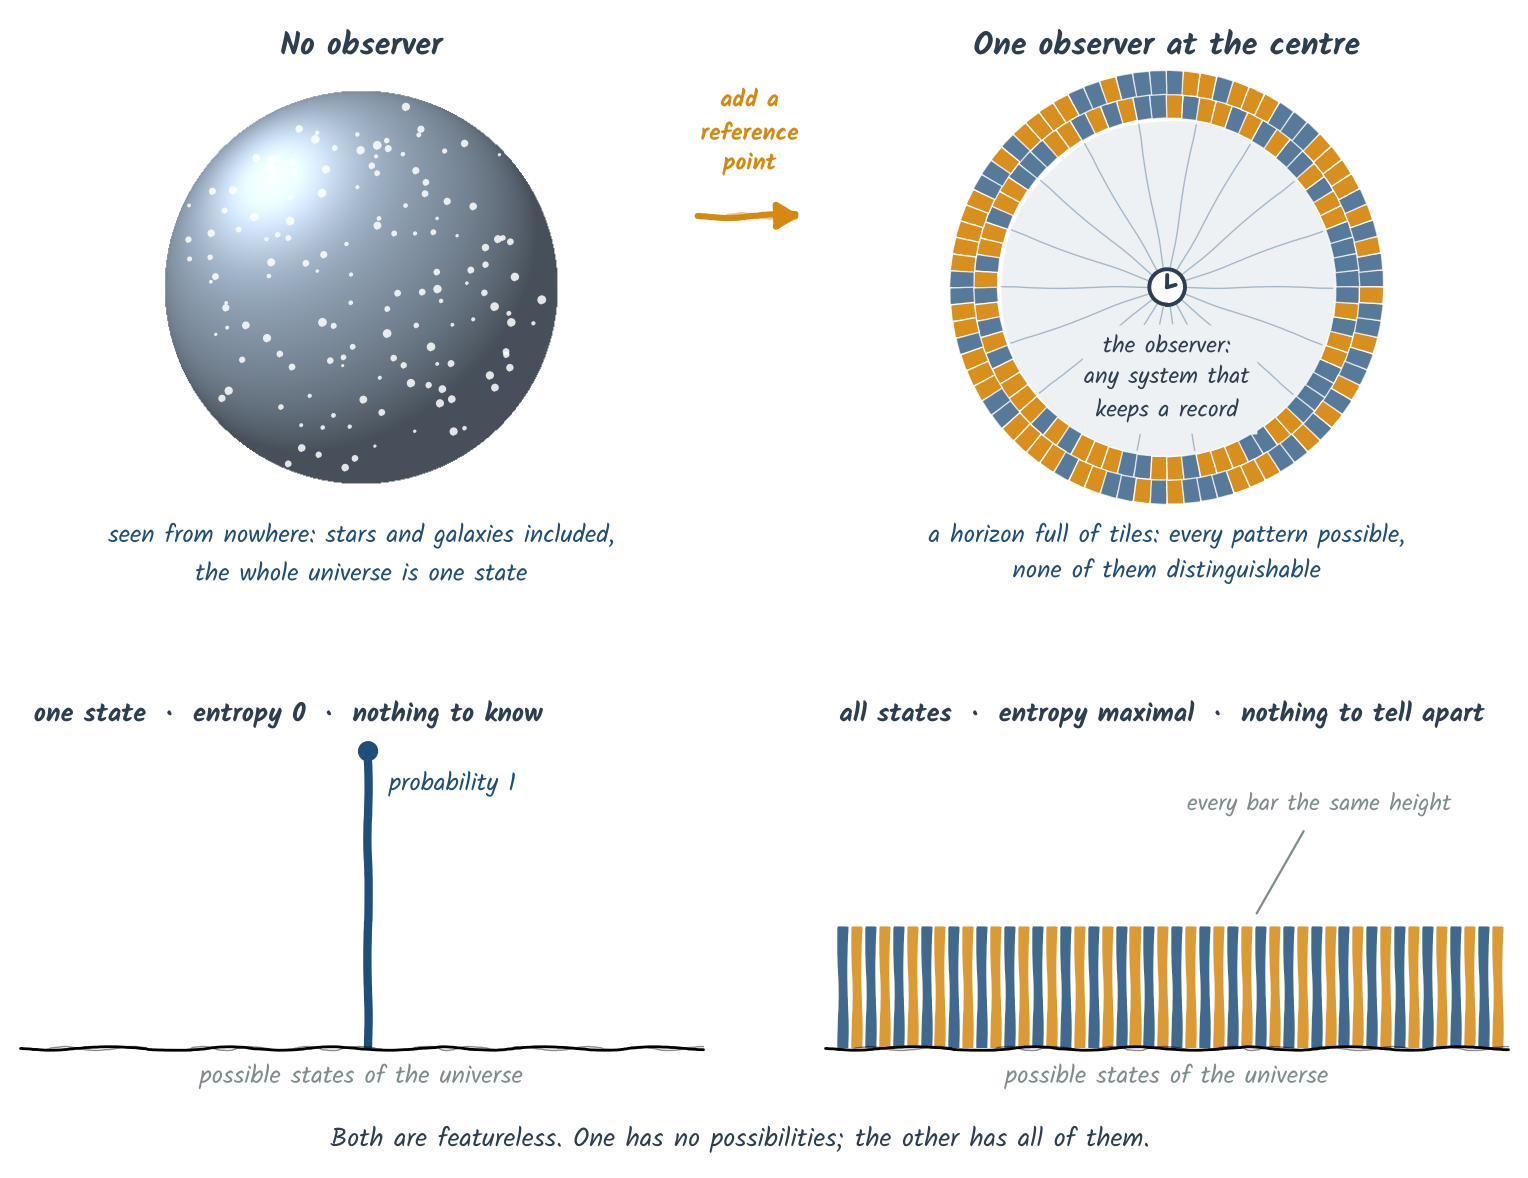 No observer
One observer at the centre
add a
reference
point
the observer:
any system that
keeps a record
seen from nowhere: stars and galaxies included,
the whole universe is one state
a horizon full of tiles: every pattern possible,
none of them distinguishable
one state · entropy 0 · nothing to know
all states · entropy maximal · nothing to tell apart
probability 1
every bar the same height
possible states of the universe
possible states of the universe
Both are featureless. One has no possibilities; the other has all of them.